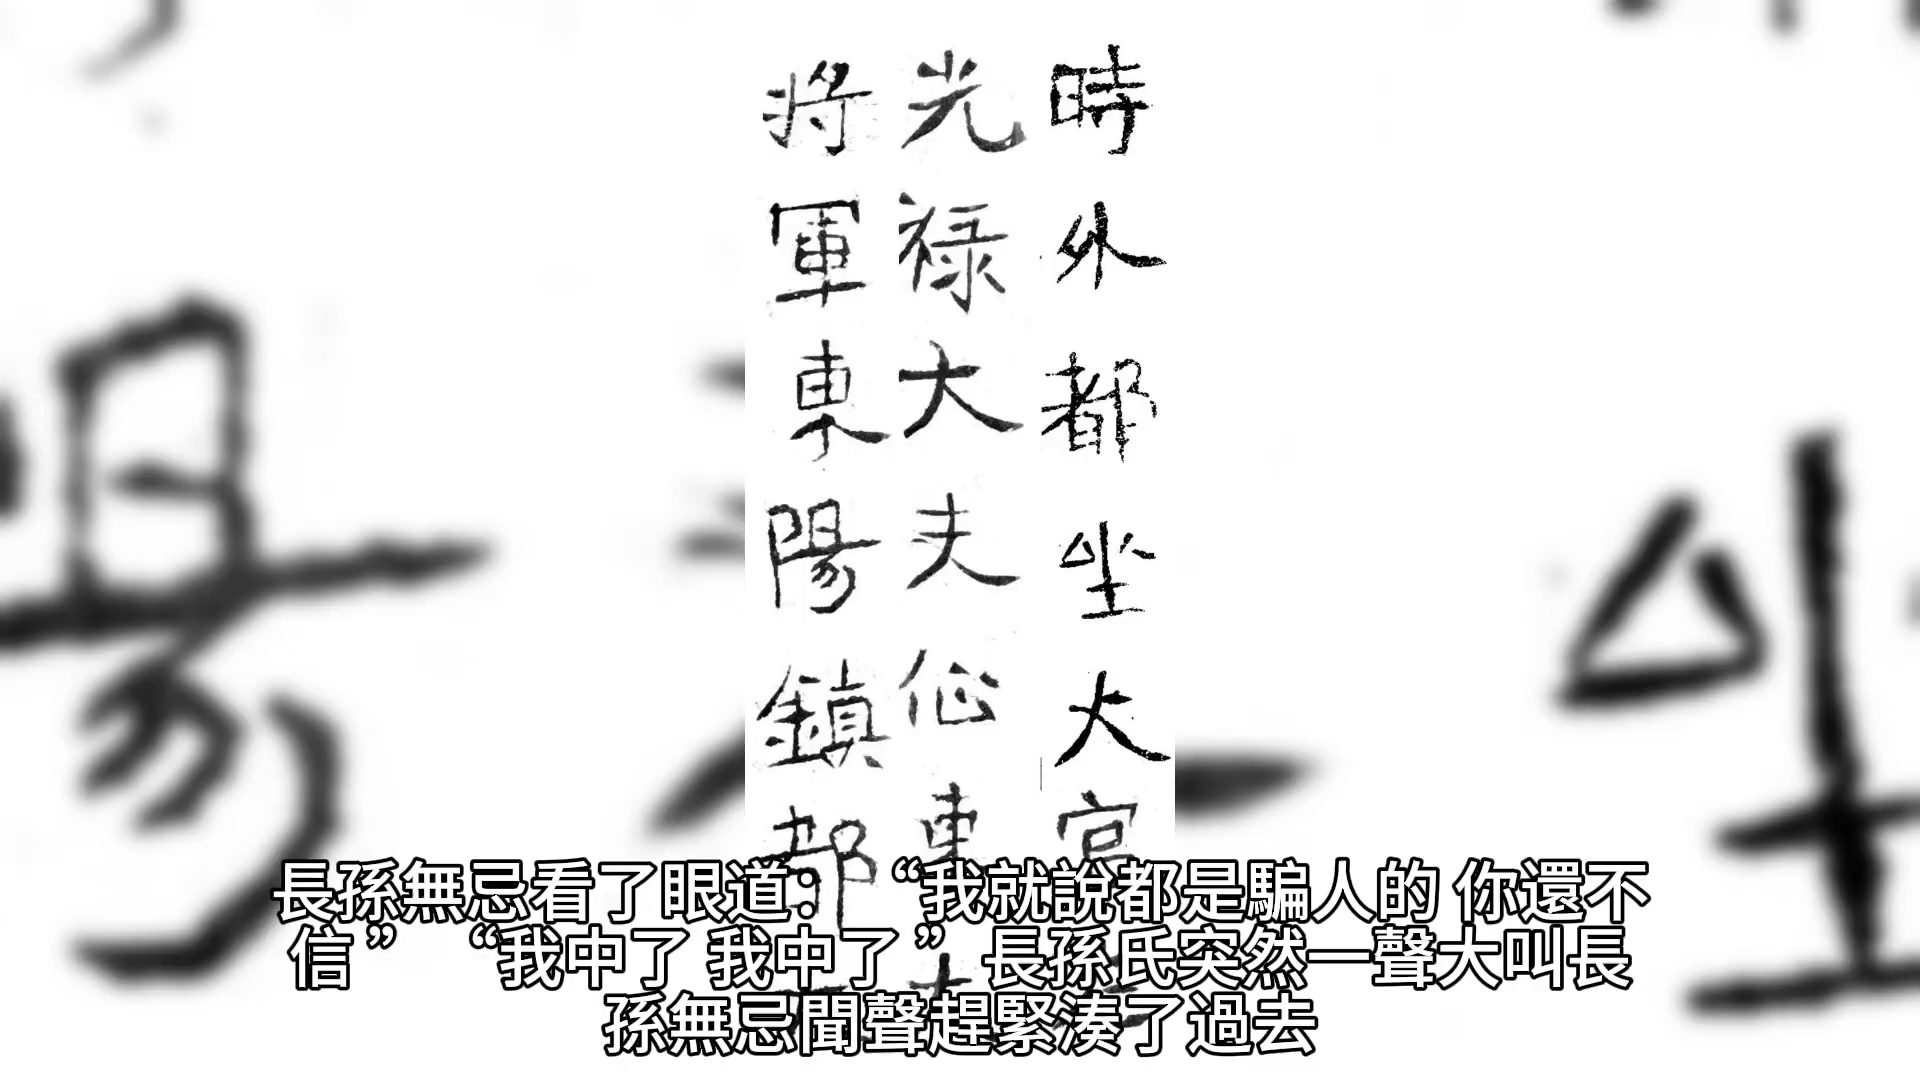 時外都坐大官
光禄大夫
將軍東陽鎮都
長孫無忌看了眼道：“我就說都是騙人的 你還不
信” “我中了 我中了” 長孫氏突然一聲大叫長
孫無忌聞聲趕緊湊了過去